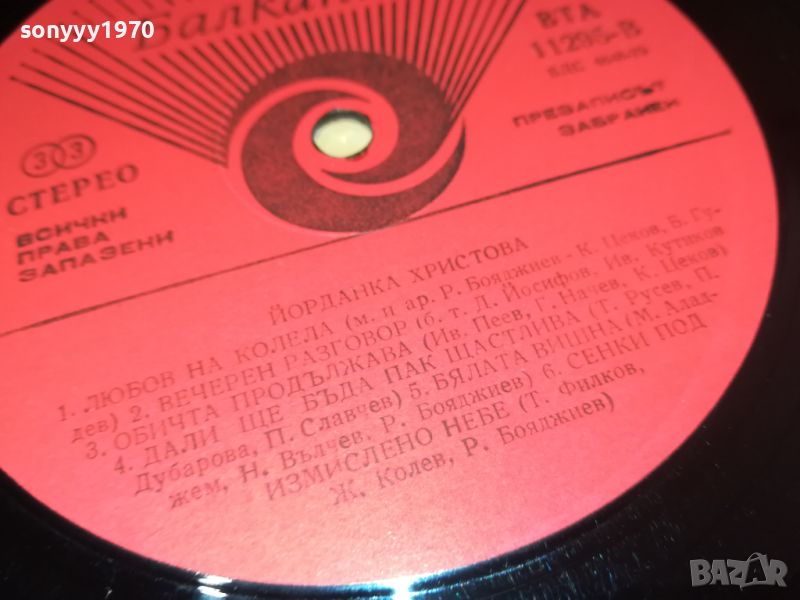 sonyyy1970
Балкан
ВТА
11295-В
33
СТЕРЕО
ВСИЧКИ
ПРАВА
ЗАПАЗЕНИ
ПРЕЗАПИСЪТ
ЗАБРАНЕН
ЙОРДАНКА ХРИСТОВА
1. ЛЮБОВ НА КОЛЕЛА (м. и ар. Р. Бояджиев - К. Цеков, Б. Гу-
дев) 2. ВЕЧЕРЕН РАЗГОВОР (б. т. Д. Йосифов, Ив. Кутиков
3. ОБИЧТА ПРОДЪЛЖАВА (Ив. Пеев, Г. Начев, К. Цеков)
4. ДАЛИ ЩЕ БЪДА ПАК ЩАСТЛИВА (Т. Русев, П.
Дубарова, П. Славчев) 5. БЯЛАТА ВИШНА (М. Алад-
жем, Н. Вълчев, Р. Бояджиев) 6. СЕНКИ ПОД
ИЗМИСЛЕНО НЕБЕ (Т. Филков,
Ж. Колев, Р. Бояджиев)
BAZAR